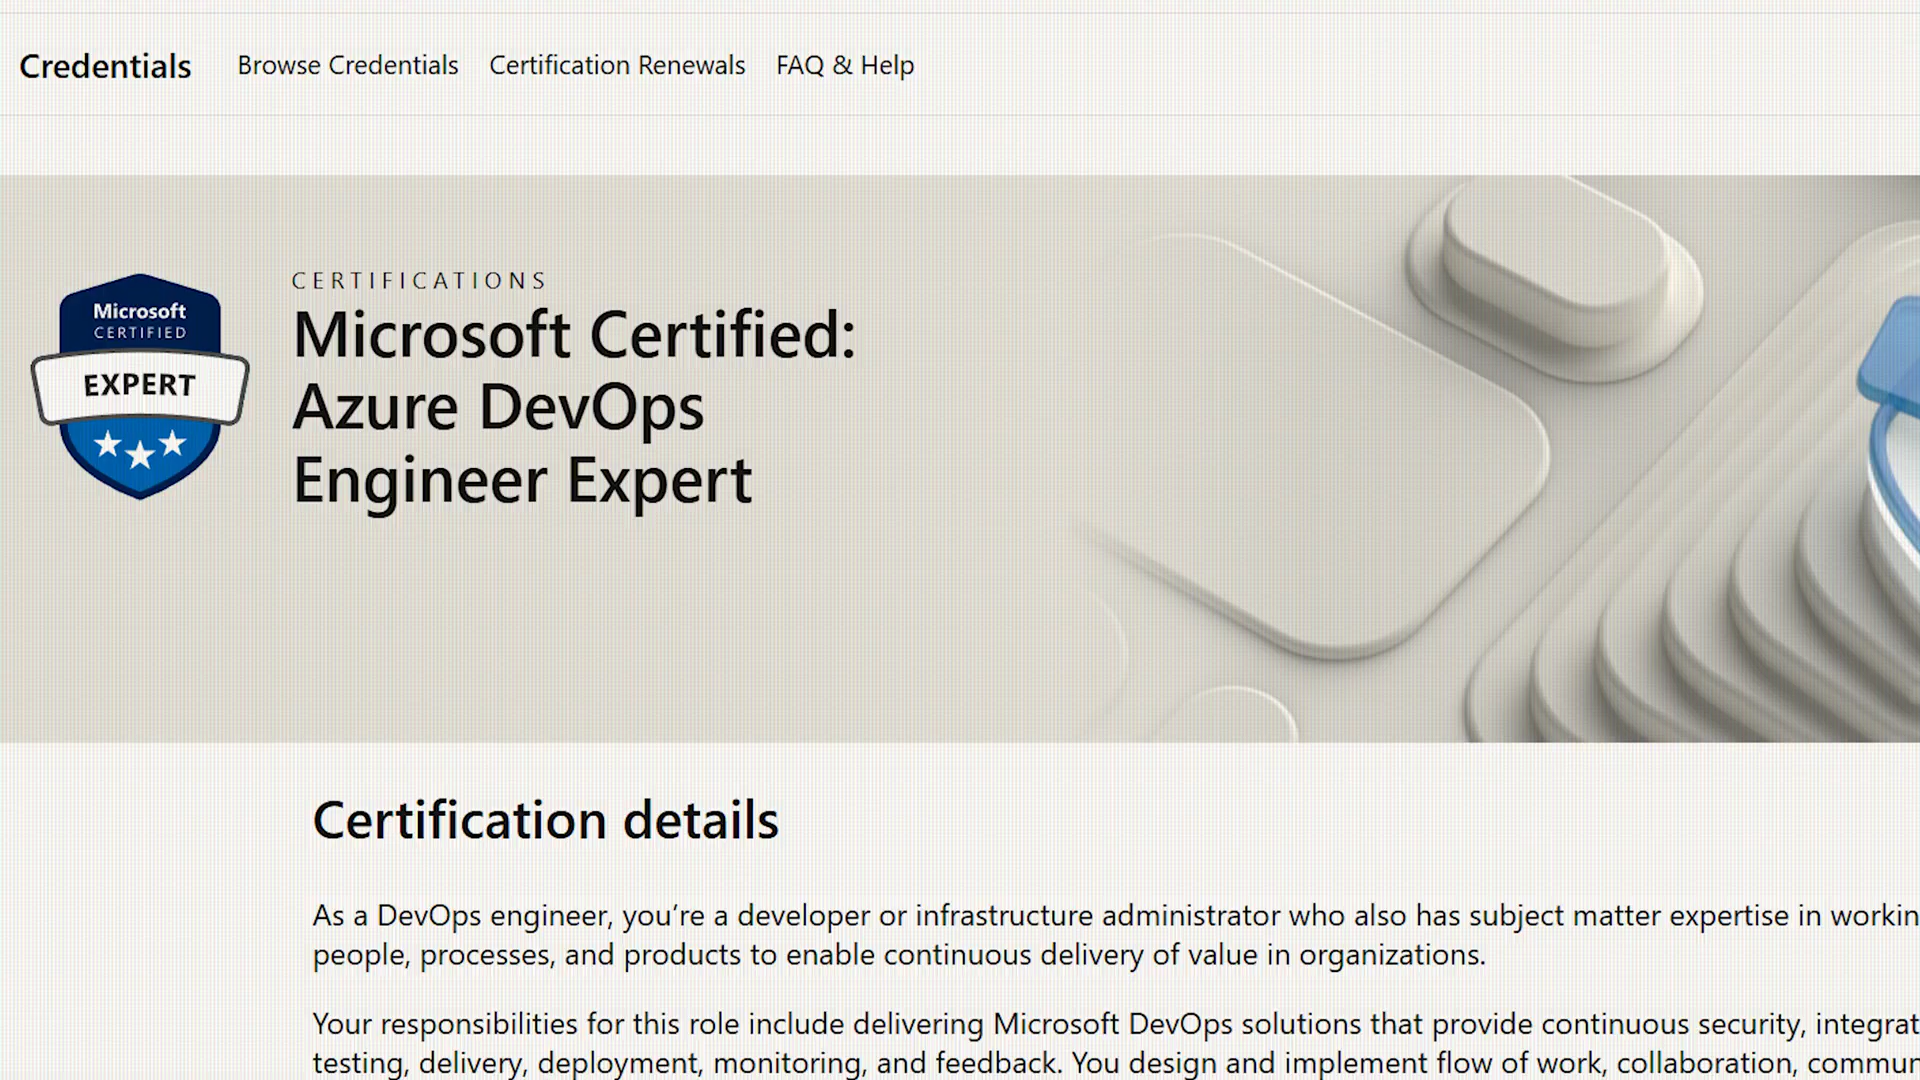 Credentials Browse Credentials Certification Renewals FAQ & Help
Microsoft
CERTIFIED
EXPERT
CERTIFICATIONS
Microsoft Certified:
Azure DevOps
Engineer Expert
Certification details
As a DevOps engineer, you’re a developer or infrastructure administrator who also has subject matter expertise in
people, processes, and products to enable continuous delivery of value in organizations.
Your responsibilities for this role include delivering Microsoft DevOps solutions that provide continuous security,
testing, delivery, deployment, monitoring, and feedback. You design and implement flow of work, collaboration,